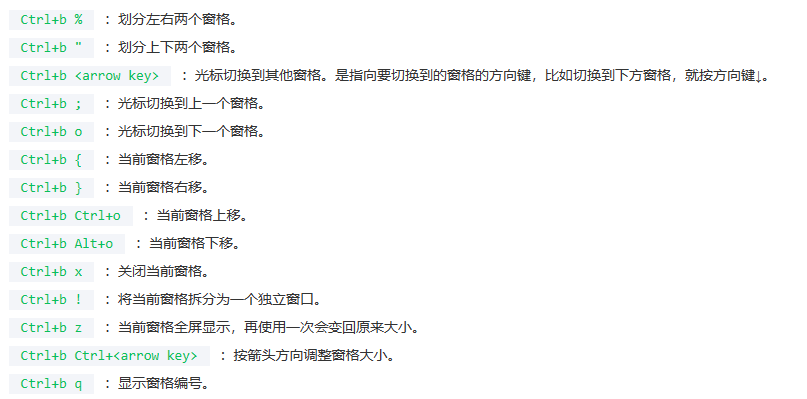 Ctrl+b % ：划分左右两个窗格。
Ctrl+b " ：划分上下两个窗格。
Ctrl+b <arrow key> ：光标切换到其他窗格。是指向要切换到的窗格的方向键，比如切换到下方窗格，就按方向键↓。
Ctrl+b ; ：光标切换到上一个窗格。
Ctrl+b o ：光标切换到下一个窗格。
Ctrl+b { ：当前窗格左移。
Ctrl+b } ：当前窗格右移。
Ctrl+b Ctrl+o ：当前窗格上移。
Ctrl+b Alt+o ：当前窗格下移。
Ctrl+b x ：关闭当前窗格。
Ctrl+b ! ：将当前窗格拆分为一个独立窗口。
Ctrl+b z ：当前窗格全屏显示，再使用一次会变回原来大小。
Ctrl+b Ctrl+<arrow key> ：按箭头方向调整窗格大小。
Ctrl+b q ：显示窗格编号。